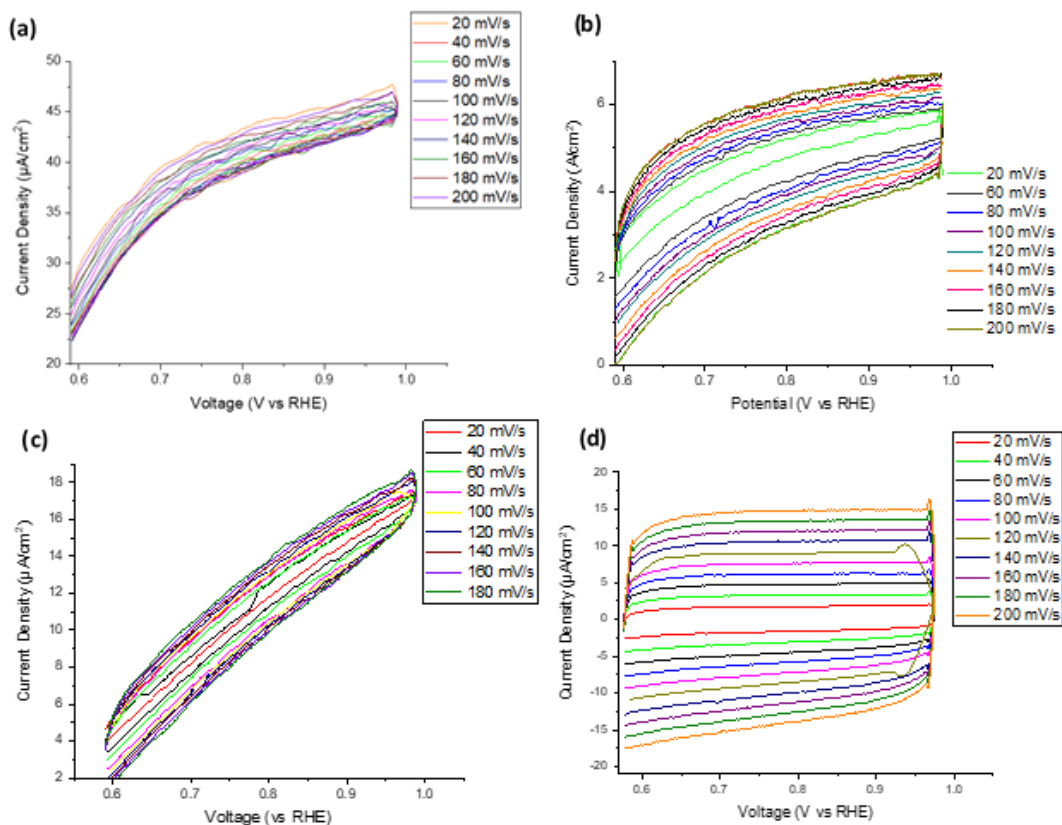 (a)
20 mV/s
40 mV/s
60 mV/s
80 mV/s
100 mV/s
120 mV/s
140 mV/s
160 mV/s
180 mV/s
200 mV/s
50
45
40
35
30
25
20
0.6
0.7
0.8
0.9
1.0
Current Density (µA/cm²)
Voltage (V vs RHE)
(b)
6
4
2
0
0.6
0.7
0.8
0.9
1.0
Current Density (A/cm²)
Potential (V vs RHE)
20 mV/s
60 mV/s
80 mV/s
100 mV/s
120 mV/s
140 mV/s
160 mV/s
180 mV/s
200 mV/s
(c)
20 mV/s
40 mV/s
60 mV/s
80 mV/s
100 mV/s
120 mV/s
140 mV/s
160 mV/s
180 mV/s
18
16
14
12
10
8
6
4
2
0.6
0.7
0.8
0.9
1.0
Current Density (µA/cm²)
Voltage (vs RHE)
(d)
20 mV/s
40 mV/s
60 mV/s
80 mV/s
100 mV/s
120 mV/s
140 mV/s
160 mV/s
180 mV/s
200 mV/s
20
15
10
5
0
-5
-10
-15
-20
0.6
0.7
0.8
0.9
1.0
Current Density (µA/cm²)
Voltage (V vs RHE)